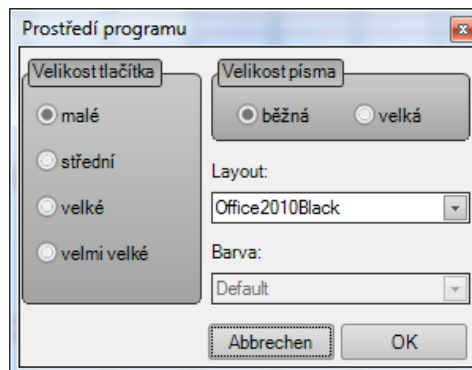 Prostředí programu
Velikost tlačítka
malé
střední
velké
velmi velké
Velikost písma
běžná
velká
Layout:
Office2010Black
Barva:
Default
Abbrechen
OK